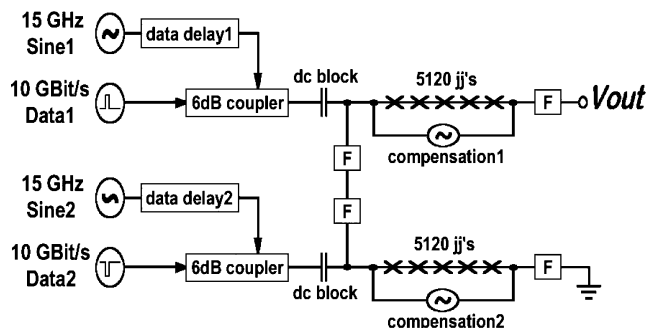 15 GHz
Sine1
data delay1
10 GBit/s
Data1
6dB coupler
dc block
5120 jj's
F
Vout
compensation1
F
F
15 GHz
Sine2
data delay2
10 GBit/s
Data2
6dB coupler
dc block
5120 jj's
F
compensation2